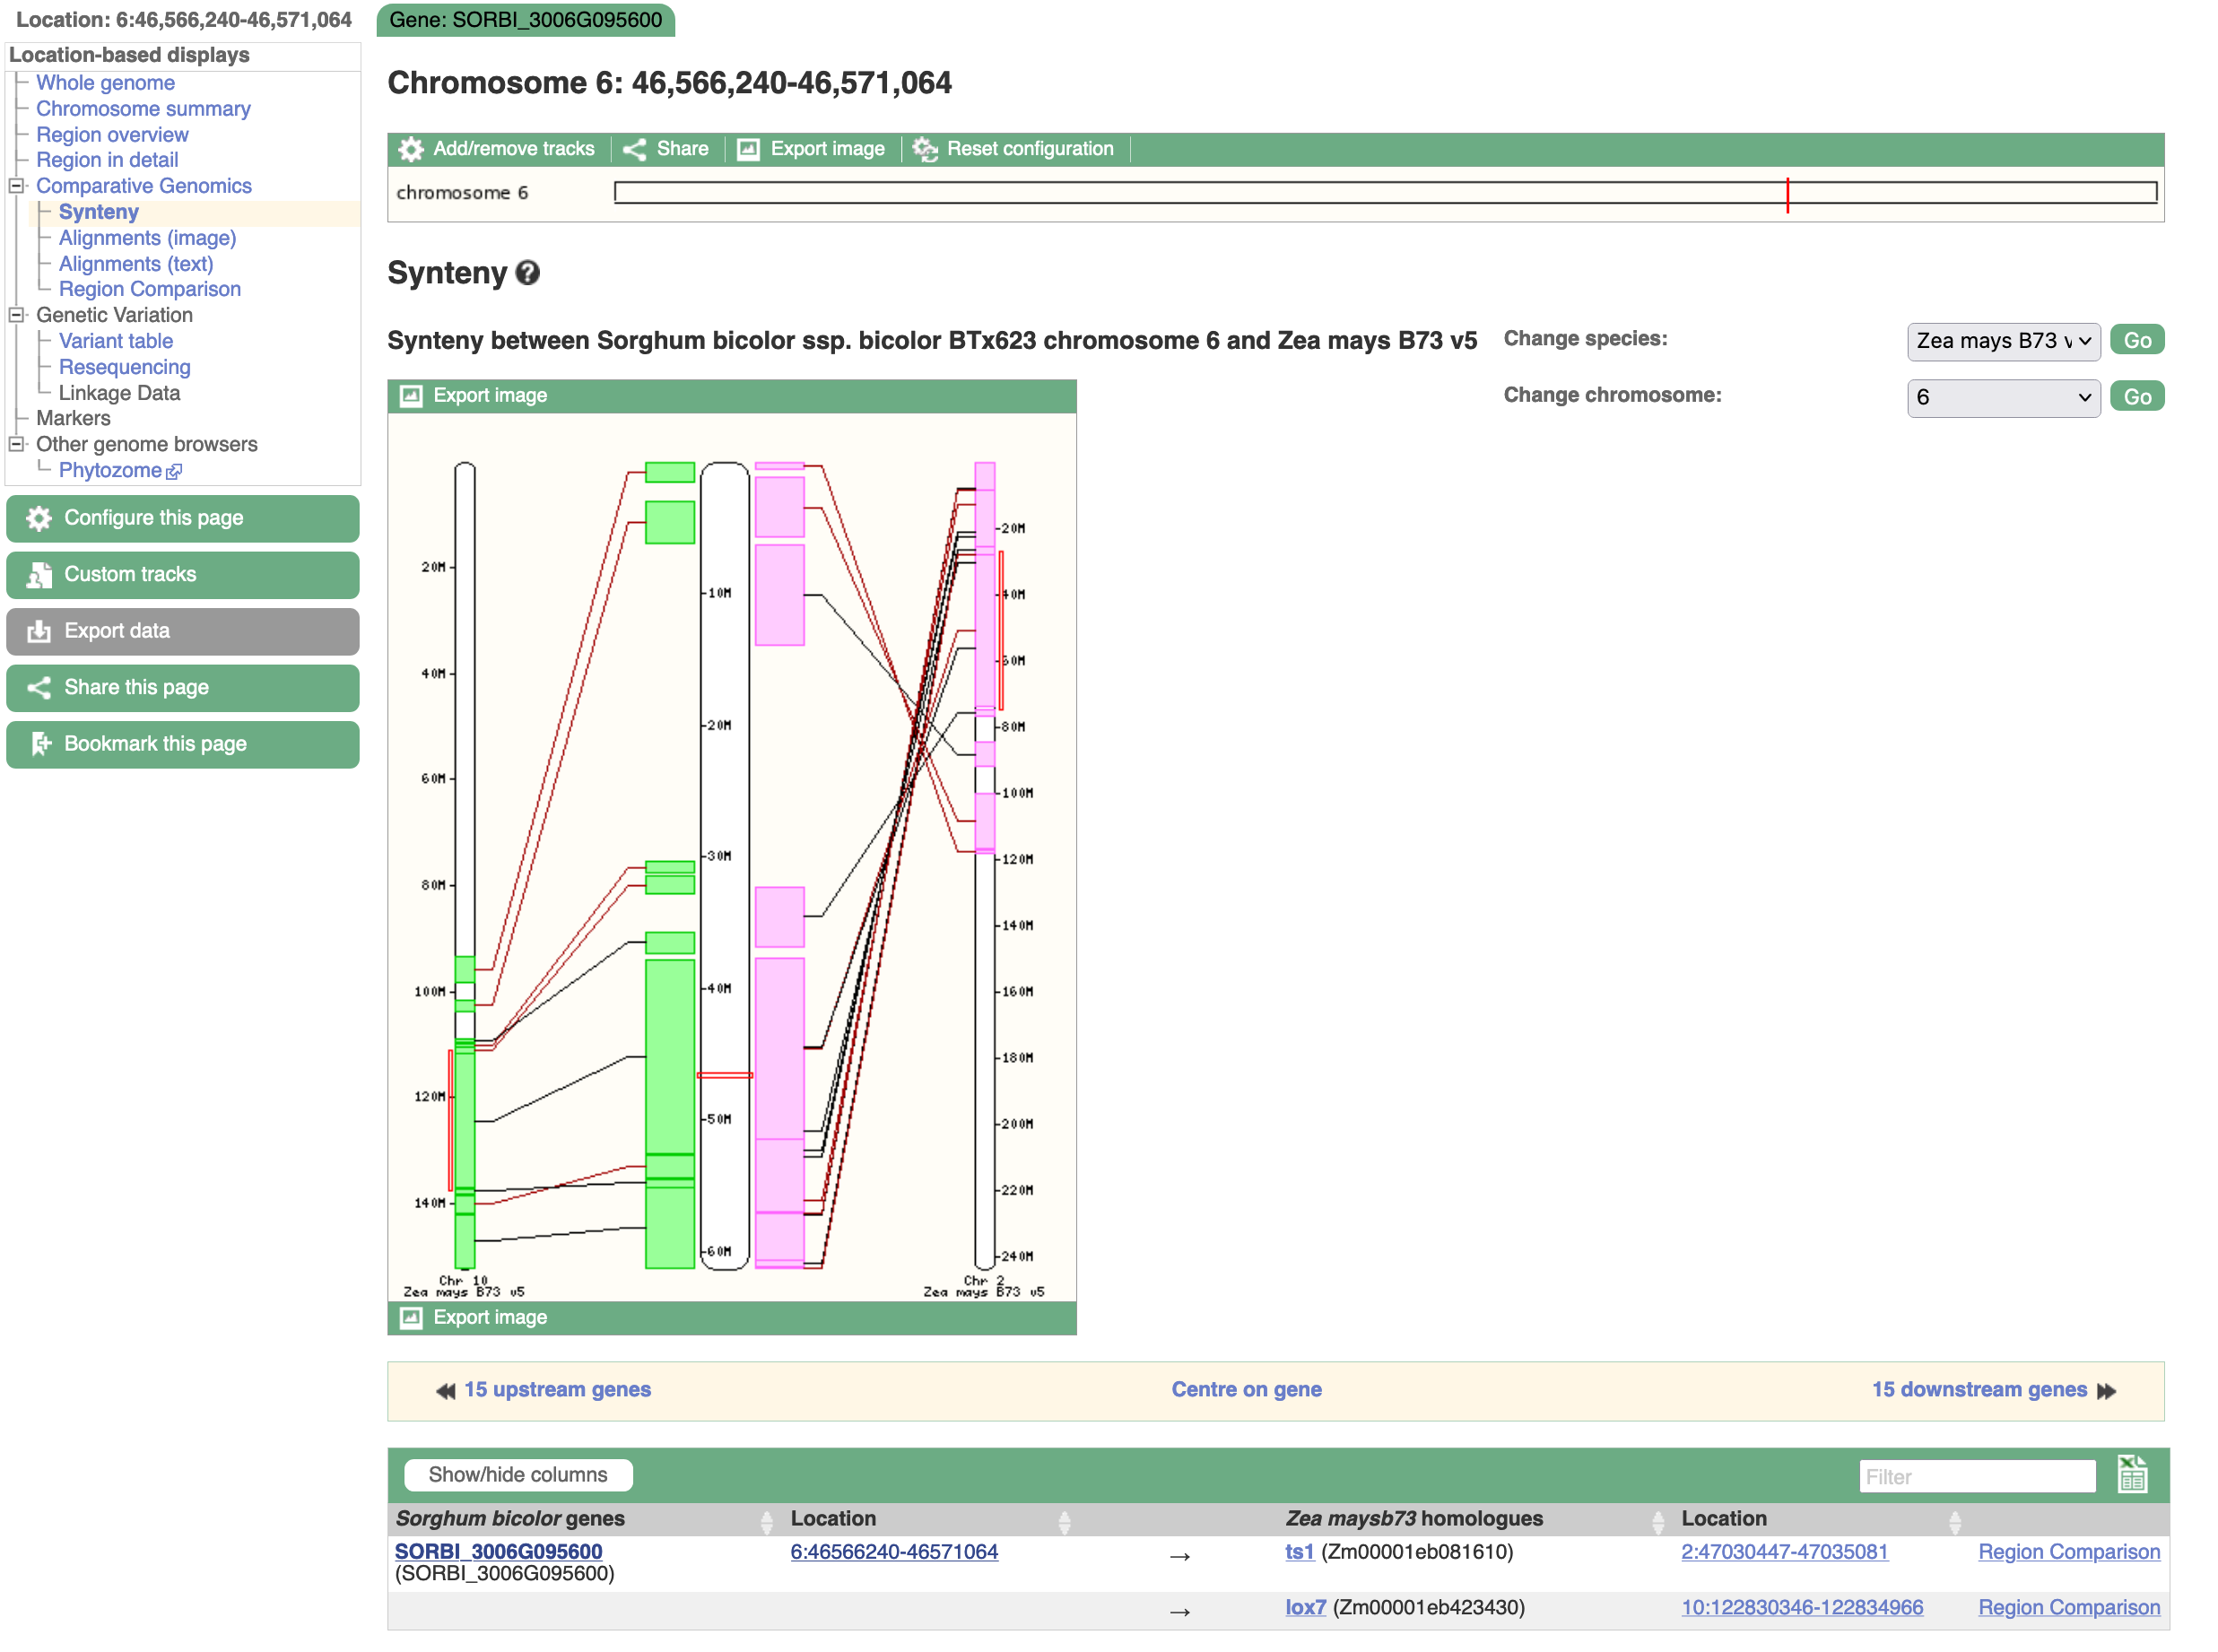 Location: 6:46,566,240-46,571,064
Gene: SORBI_3006G095600
Location-based displays
Whole genome
Chromosome summary
Region overview
Region in detail
Comparative Genomics
Synteny
Alignments (image)
Alignments (text)
Region Comparison
Genetic Variation
Variant table
Resequencing
Linkage Data
Markers
Other genome browsers
Phytozome
Configure this page
Custom tracks
Export data
Share this page
Bookmark this page
Chromosome 6: 46,566,240-46,571,064
Add/remove tracks Share Export image Reset configuration
chromosome 6
Synteny ?
Synteny between Sorghum bicolor ssp. bicolor BTx623 chromosome 6 and Zea mays B73 v5
Change species: Zea mays B73 v Go
Change chromosome: 6 Go
Export image
20M
40M
60M
80M
100M
120M
140M
Chr 10
Zea mays B73 v5
10M
20M
30M
40M
50M
60M
20M
40M
60M
80M
100M
120M
140M
160M
180M
200M
220M
240M
Chr 2
Zea mays B73 v5
Export image
15 upstream genes Centre on gene 15 downstream genes
Show/hide columns Filter
Sorghum bicolor genes Location Zea maysb73 homologues Location
SORBI_3006G095600 6:46566240-46571064 → ts1 (Zm00001eb081610) 2:47030447-47035081 Region Comparison
(SORBI_3006G095600)
→ lox7 (Zm00001eb423430) 10:122830346-122834966 Region Comparison